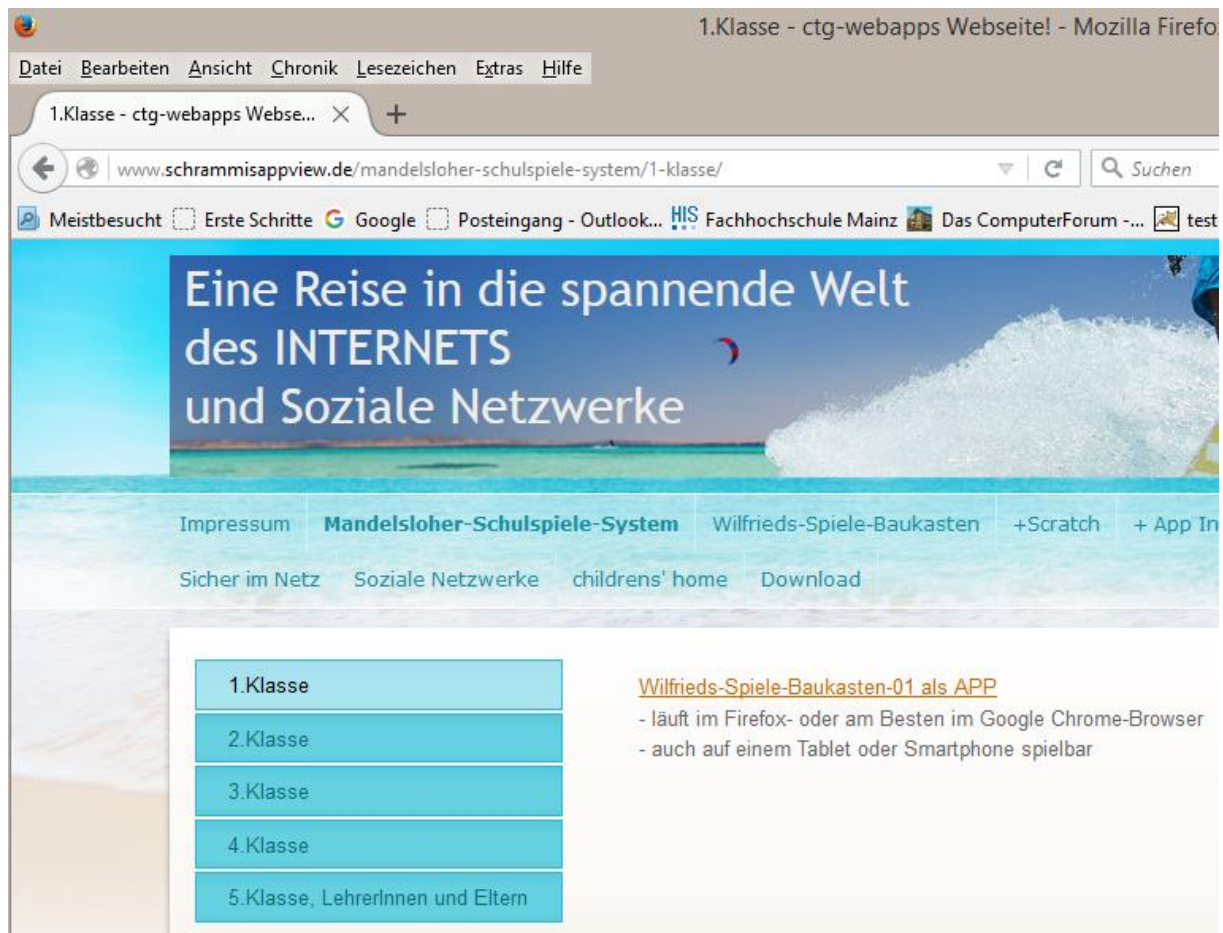 1.Klasse - ctg-webapps Webseite! - Mozilla Firefo
Datei Bearbeiten Ansicht Chronik Lesezeichen Extras Hilfe
1.Klasse - ctg-webapps Webse...
www.schrammisappview.de/mandelsloher-schulspiele-system/1-klasse/ Suchen
Meistbesucht Erste Schritte Google Posteingang - Outlook... HIS Fachhochschule Mainz Das ComputerForum -... test
Eine Reise in die spannende Welt
des INTERNETS
und Soziale Netzwerke
Impressum Mandelsloher-Schulspiele-System Wilfrieds-Spiele-Baukasten +Scratch + App In
Sicher im Netz Soziale Netzwerke childrens' home Download
1.Klasse
2.Klasse
3.Klasse
4.Klasse
5.Klasse, LehrerInnen und Eltern
Wilfrieds-Spiele-Baukasten-01 als APP
- läuft im Firefox- oder am Besten im Google Chrome-Browser
- auch auf einem Tablet oder Smartphone spielbar